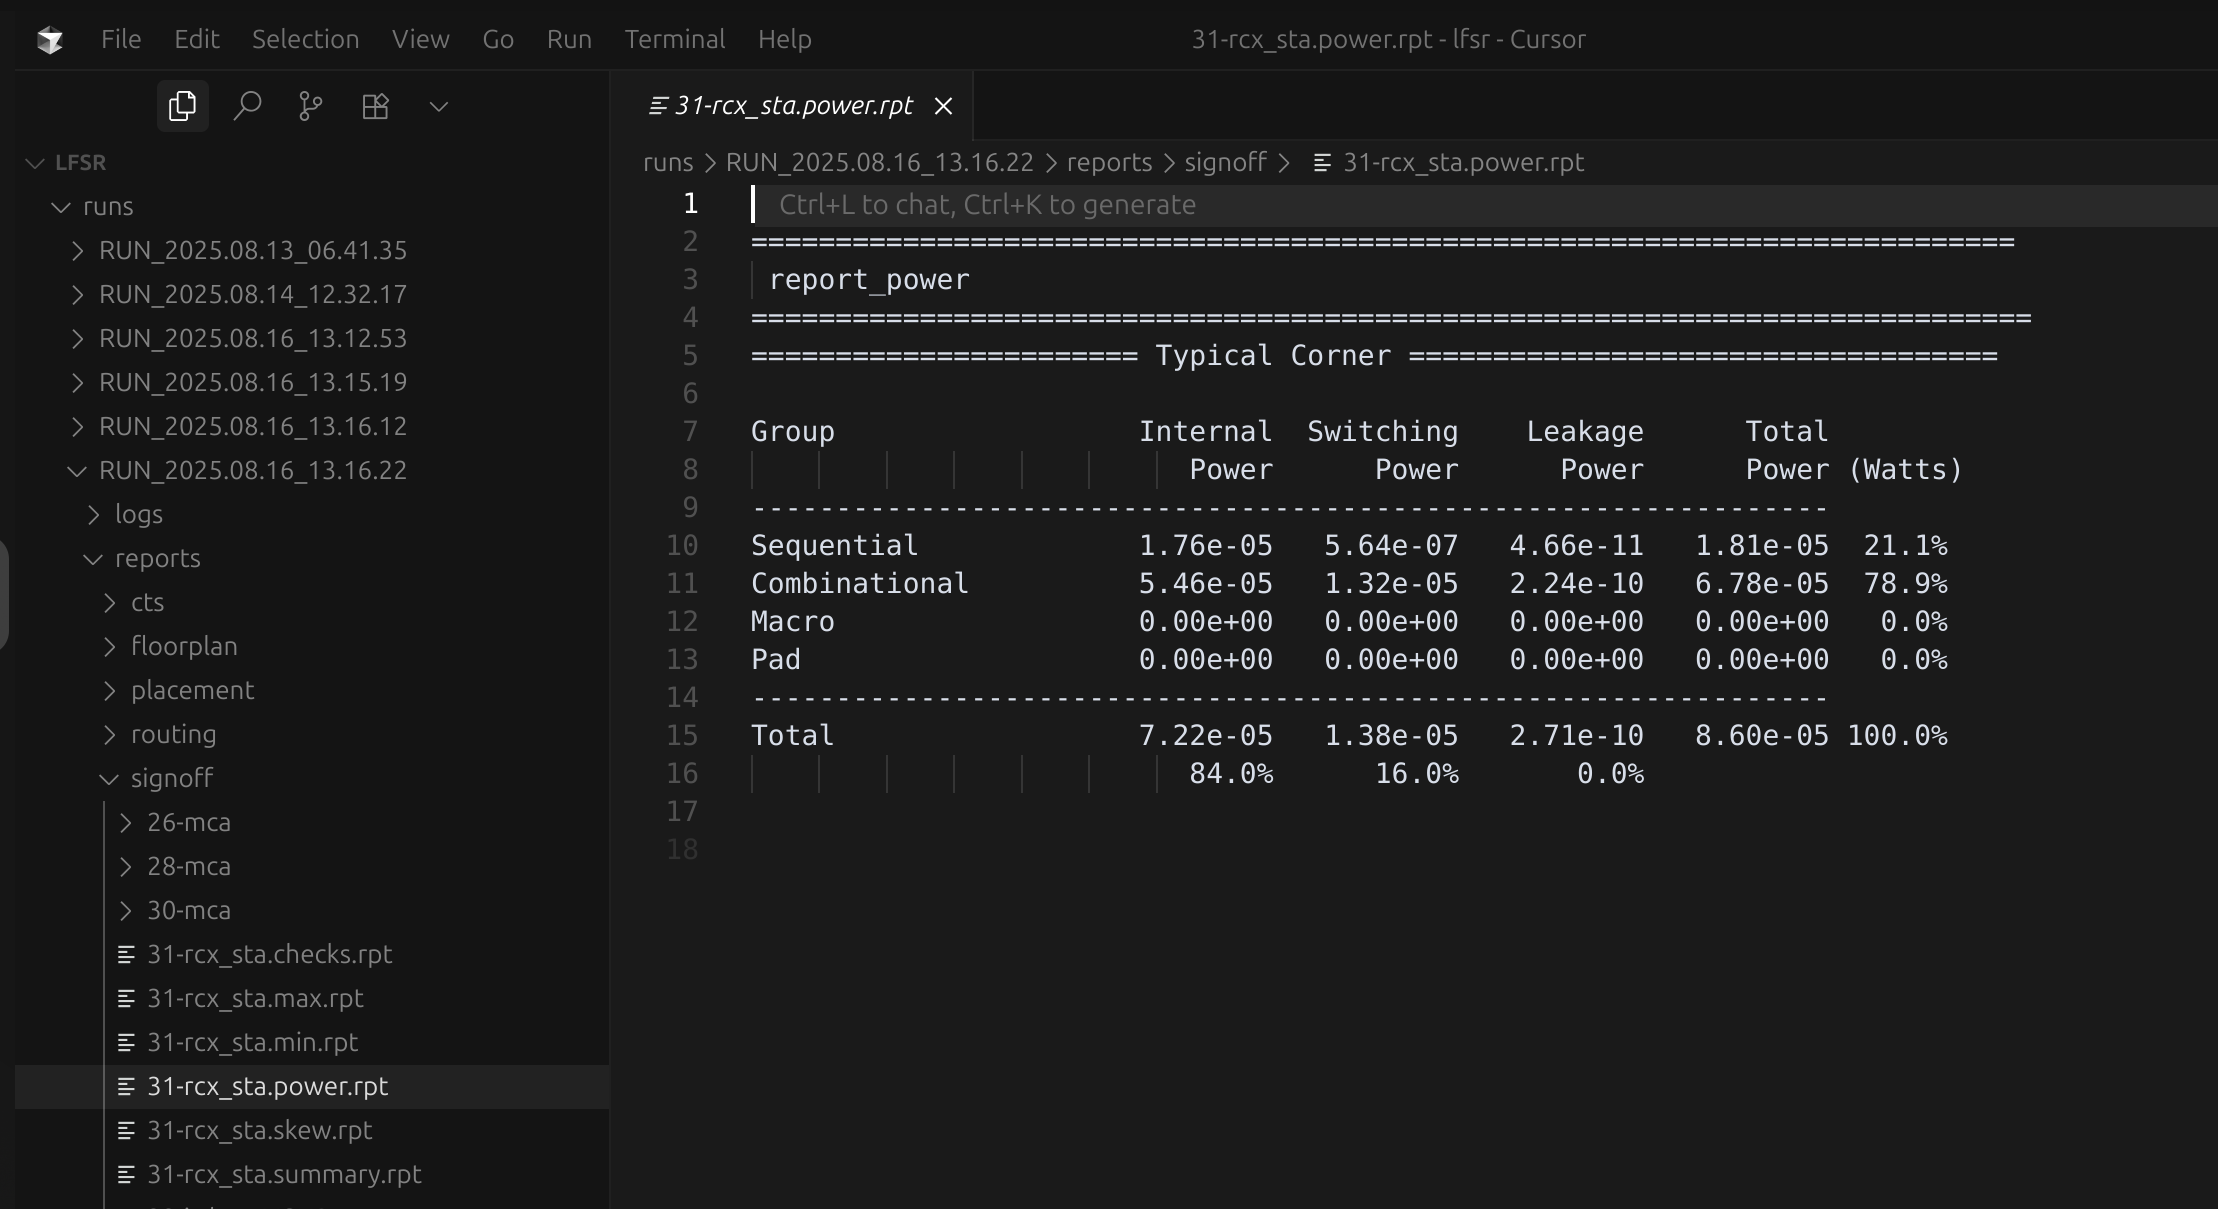 File Edit Selection View Go Run Terminal Help
31-rcx_sta.power.rpt - lfsr - Cursor
LFSR
runs
RUN_2025.08.13_06.41.35
RUN_2025.08.14_12.32.17
RUN_2025.08.16_13.12.53
RUN_2025.08.16_13.15.19
RUN_2025.08.16_13.16.12
RUN_2025.08.16_13.16.22
logs
reports
cts
floorplan
placement
routing
signoff
26-mca
28-mca
30-mca
31-rcx_sta.checks.rpt
31-rcx_sta.max.rpt
31-rcx_sta.min.rpt
31-rcx_sta.power.rpt
31-rcx_sta.skew.rpt
31-rcx_sta.summary.rpt
31-rcx_sta.power.rpt
runs > RUN_2025.08.16_13.16.22 > reports > signoff > 31-rcx_sta.power.rpt
1 Ctrl+L to chat, Ctrl+K to generate
2 ===========================================================================
3 report_power
4 ============================================================================
5 ======================= Typical Corner ===================================
6
7 Group Internal Switching Leakage Total
8 Power Power Power Power (Watts)
9 ----------------------------------------------------------------
10 Sequential 1.76e-05 5.64e-07 4.66e-11 1.81e-05 21.1%
11 Combinational 5.46e-05 1.32e-05 2.24e-10 6.78e-05 78.9%
12 Macro 0.00e+00 0.00e+00 0.00e+00 0.00e+00 0.0%
13 Pad 0.00e+00 0.00e+00 0.00e+00 0.00e+00 0.0%
14 ----------------------------------------------------------------
15 Total 7.22e-05 1.38e-05 2.71e-10 8.60e-05 100.0%
16 84.0% 16.0% 0.0%
17
18